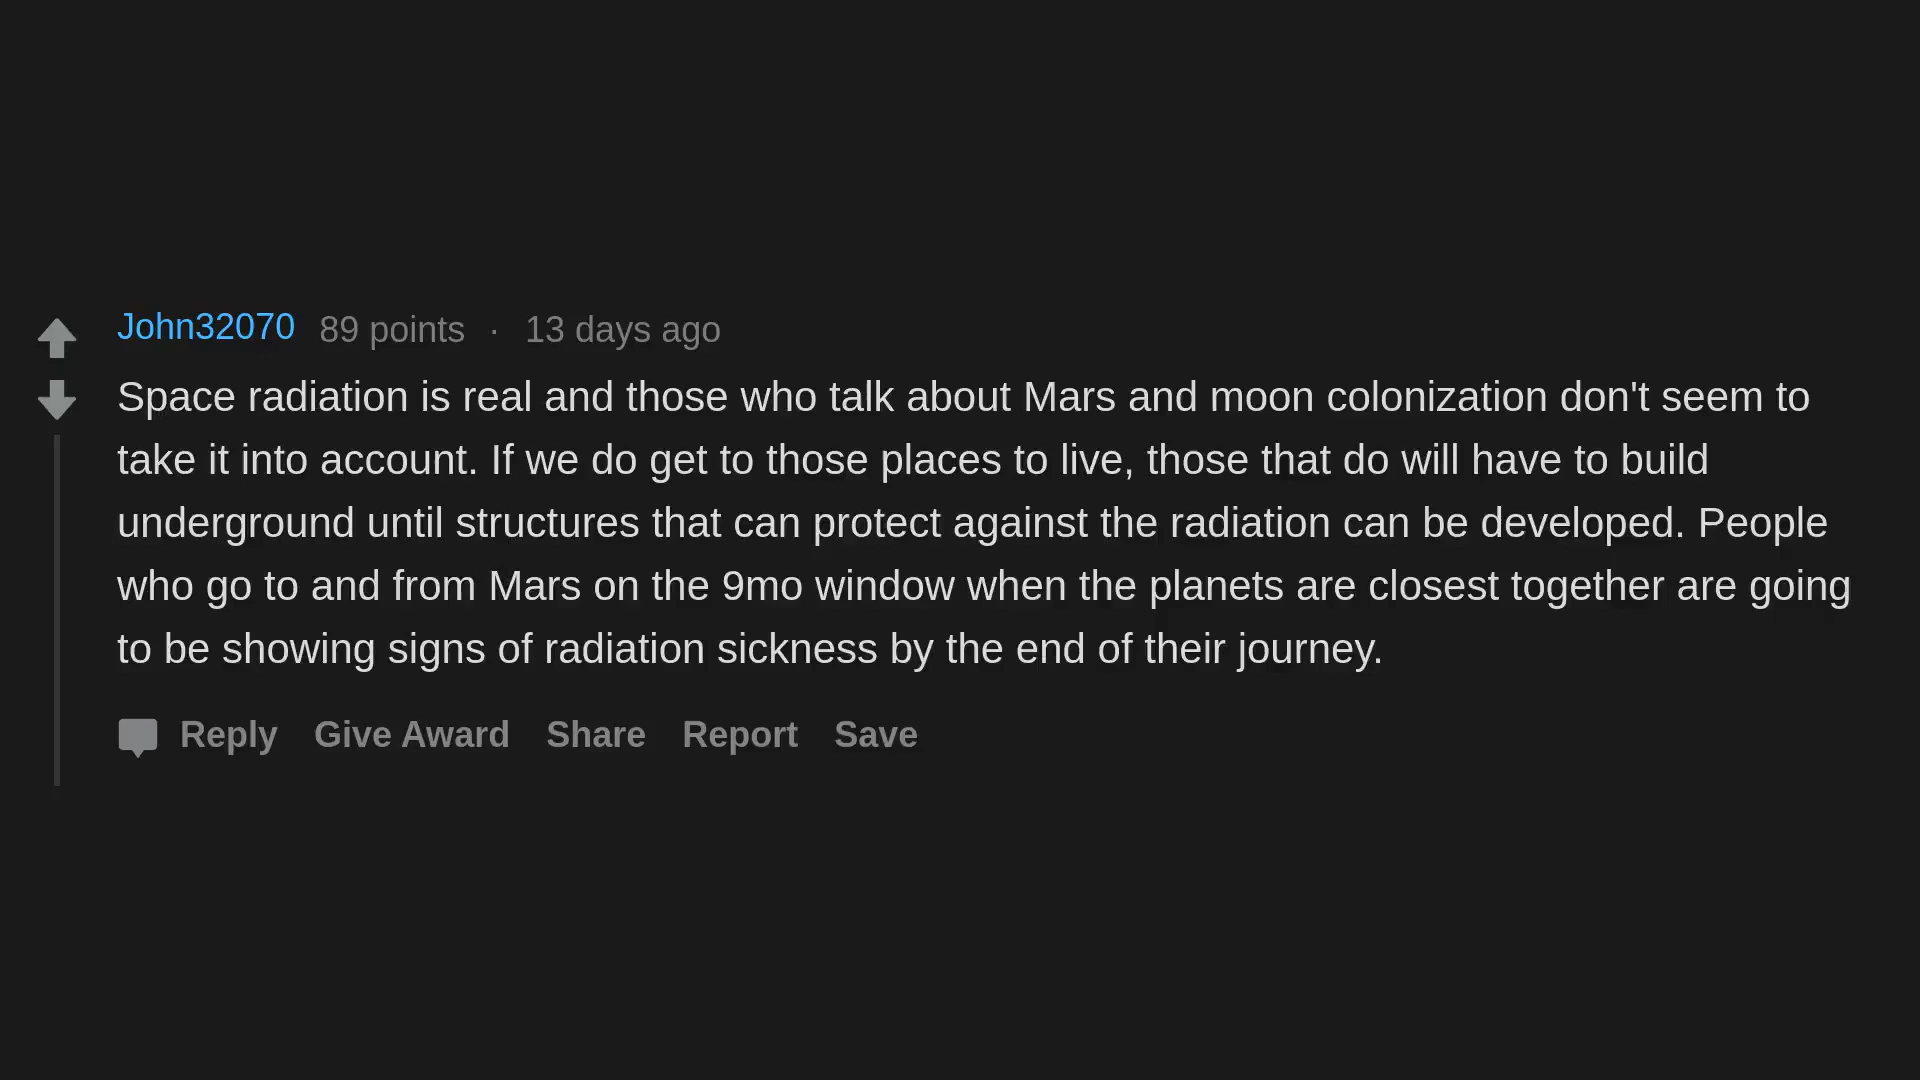 John32070 89 points · 13 days ago
Space radiation is real and those who talk about Mars and moon colonization don't seem to
take it into account. If we do get to those places to live, those that do will have to build
underground until structures that can protect against the radiation can be developed. People
who go to and from Mars on the 9mo window when the planets are closest together are going
to be showing signs of radiation sickness by the end of their journey.
Reply Give Award Share Report Save